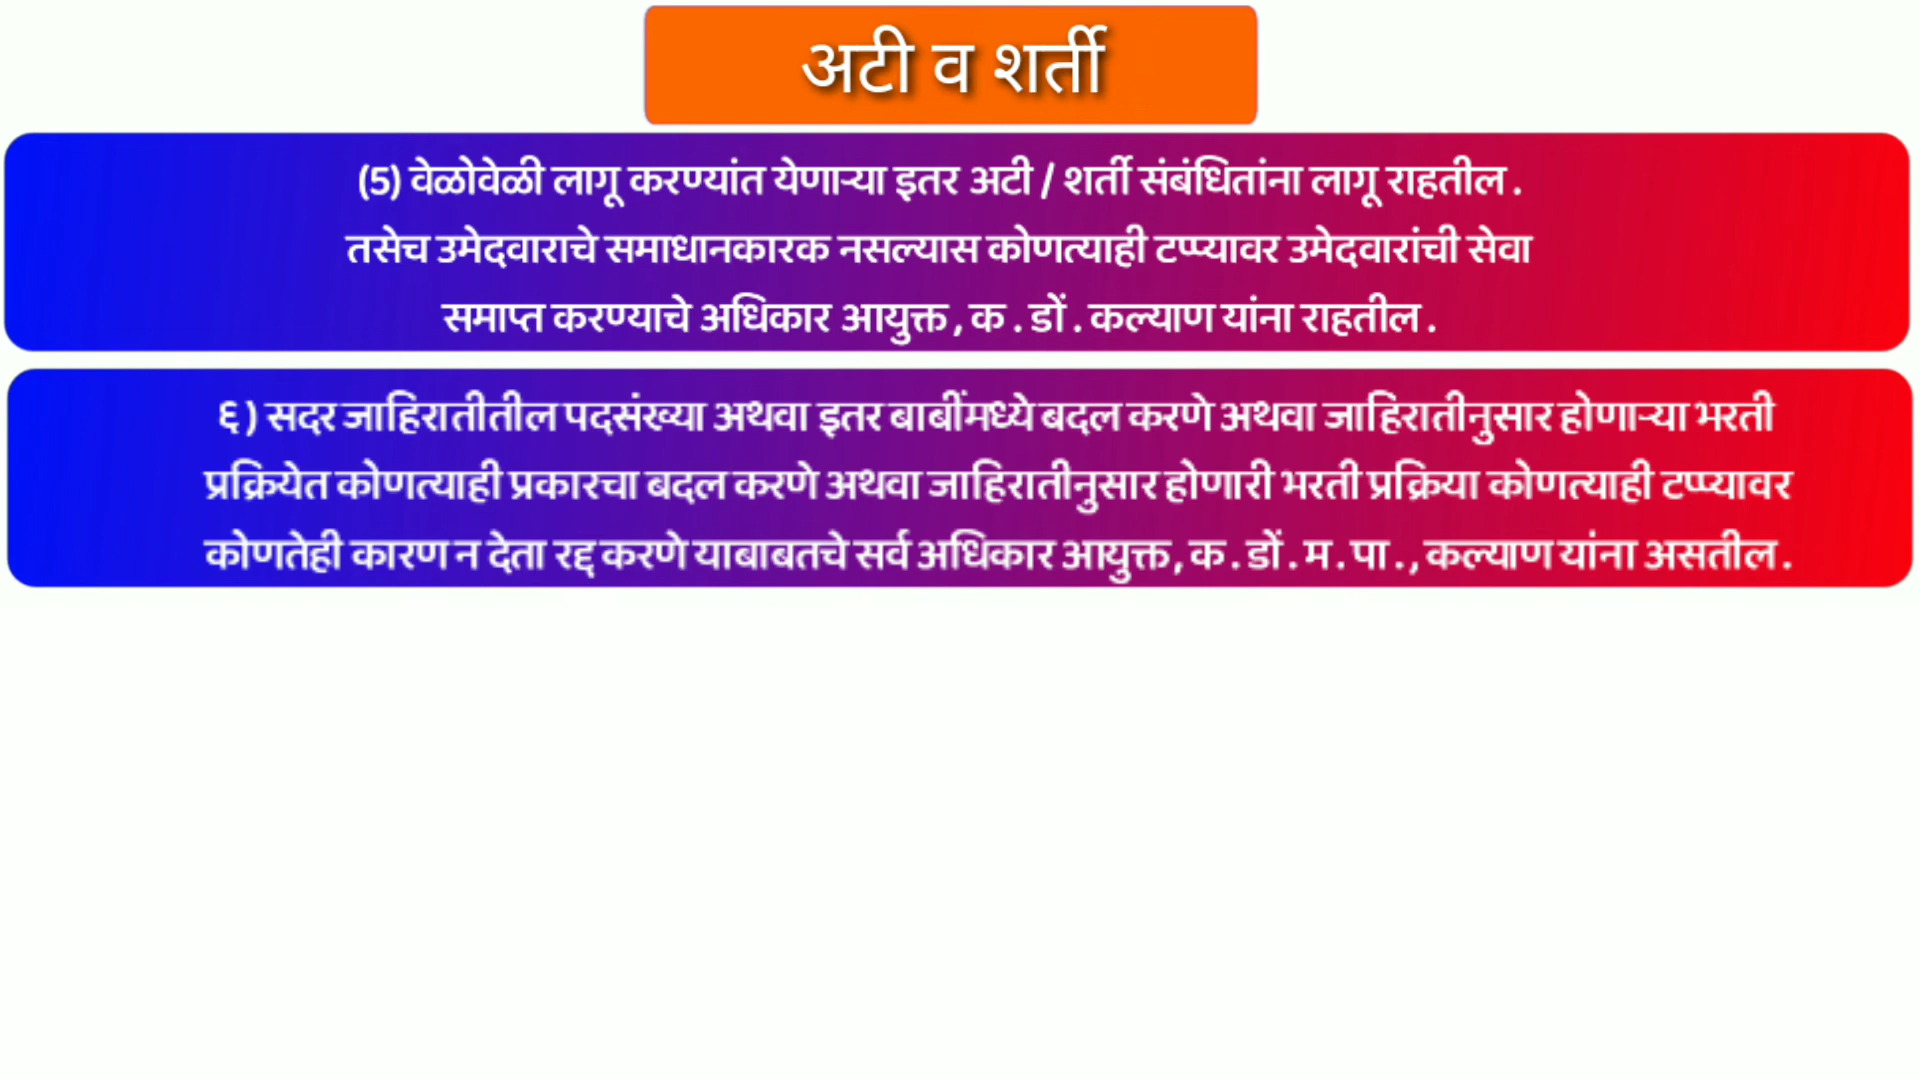 अटी व शर्ती
(5) वेळोवेळी लागू करण्यांत येणाऱ्या इतर अटी / शर्ती संबंधितांना लागू राहतील .
तसेच उमेदवाराचे समाधानकारक नसल्यास कोणत्याही टप्प्यावर उमेदवारांची सेवा
समाप्त करण्याचे अधिकार आयुक्त , क . डों . कल्याण यांना राहतील .
६ ) सदर जाहिरातीतील पदसंख्या अथवा इतर बाबींमध्ये बदल करणे अथवा जाहिरातीनुसार होणाऱ्या भरती
प्रक्रियेत कोणत्याही प्रकारचा बदल करणे अथवा जाहिरातीनुसार होणारी भरती प्रक्रिया कोणत्याही टप्प्यावर
कोणतेही कारण न देता रद्द करणे याबाबतचे सर्व अधिकार आयुक्त , क . डों . म . पा . , कल्याण यांना असतील .